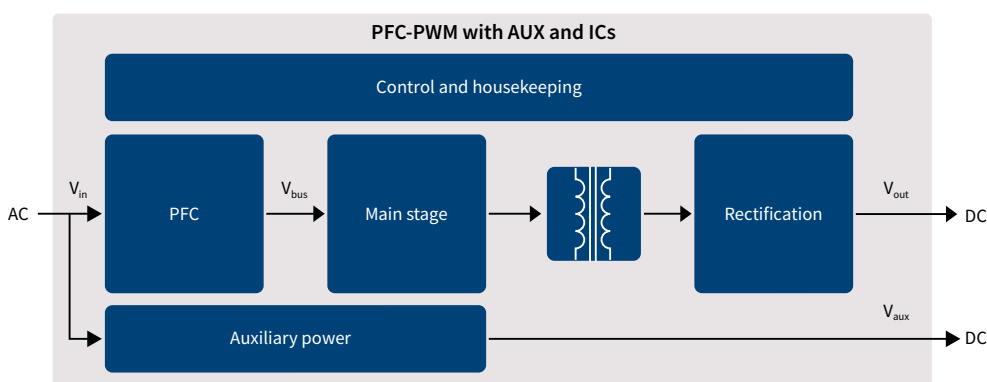 PFC-PWM with AUX and ICs
Control and housekeeping
AC
Vin
PFC
Vbus
Main stage
Rectification
Vout
DC
Auxiliary power
Vaux
DC